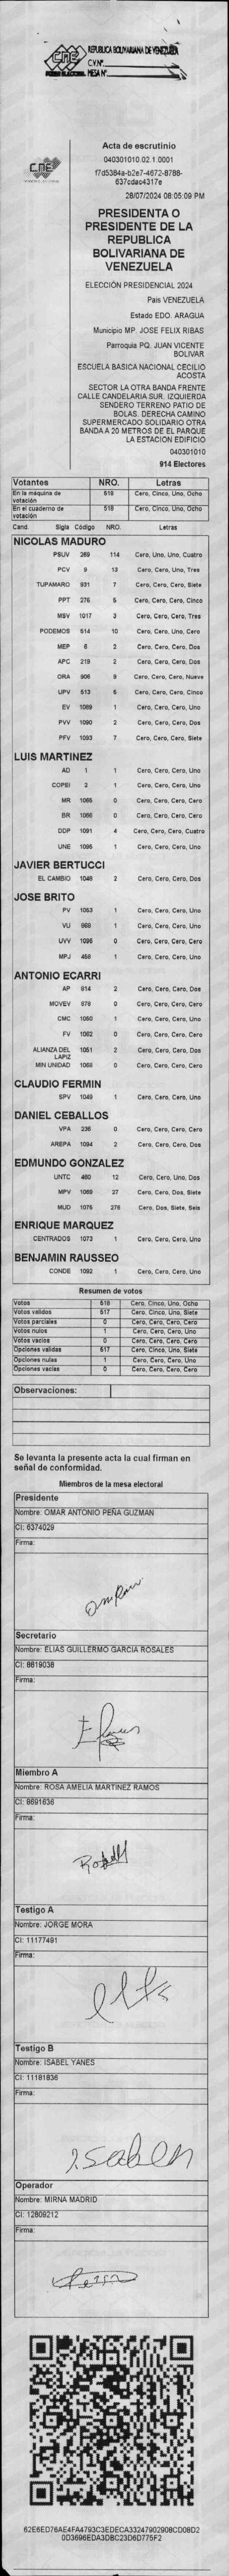 REPUBLICA BOLIVARIANA DE VENEZUELA
CNE
C.V.Nº.
PODER ELECTORAL MESA Nº.
Acta de escrutinio
040301010.02.1.0001
CNE
f7d5384a-b2e7-4672-8788-
637cdac4317e
28/07/2024 08:05:09 PM
PRESIDENTA O
PRESIDENTE DE LA
REPUBLICA
BOLIVARIANA DE
VENEZUELA
ELECCIÓN PRESIDENCIAL 2024
Pais VENEZUELA
Estado EDO. ARAGUA
Municipio MP. JOSE FELIX RIBAS
Parroquia PQ. JUAN VICENTE
BOLIVAR
ESCUELA BASICA NACIONAL CECILIO
ACOSTA
SECTOR LA OTRA BANDA FRENTE
CALLE CANDELARIA SUR. IZQUIERDA
SENDERO TERRENO PATIO DE
BOLAS. DERECHA CAMINO
SUPERMERCADO SOLIDARIO OTRA
BANDA A 20 METROS DE EL PARQUE
LA ESTACION EDIFICIO
040301010
914 Electores
Votantes NRO. Letras
En la máquina de votación 518 Cero, Cinco, Uno, Ocho
En el cuaderno de votación 518 Cero, Cinco, Uno, Ocho
Cand. Sigla Código NRO. Letras
NICOLAS MADURO
PSUV 269 114 Cero, Uno, Uno, Cuatro
PCV 9 13 Cero, Cero, Uno, Tres
TUPAMARO 931 7 Cero, Cero, Cero, Siete
PPT 276 5 Cero, Cero, Cero, Cinco
MSV 1017 3 Cero, Cero, Cero, Tres
PODEMOS 514 10 Cero, Cero, Uno, Cero
MEP 6 2 Cero, Cero, Cero, Dos
APC 219 2 Cero, Cero, Cero, Dos
ORA 906 9 Cero, Cero, Cero, Nueve
UPV 613 5 Cero, Cero, Cero, Cinco
EV 1089 1 Cero, Cero, Cero, Uno
PVV 1090 2 Cero, Cero, Cero, Dos
PFV 1093 7 Cero, Cero, Cero, Siete
LUIS MARTINEZ
AD 1 1 Cero, Cero, Cero, Uno
COPEI 2 1 Cero, Cero, Cero, Uno
MR 1065 0 Cero, Cero, Cero, Cero
BR 1066 0 Cero, Cero, Cero, Cero
DDP 1091 4 Cero, Cero, Cero, Cuatro
UNE 1095 1 Cero, Cero, Cero, Uno
JAVIER BERTUCCI
EL CAMBIO 1048 2 Cero, Cero, Cero, Dos
JOSE BRITO
PV 1053 1 Cero, Cero, Cero, Uno
VU 989 1 Cero, Cero, Cero, Uno
UVV 1096 0 Cero, Cero, Cero, Cero
MPJ 458 1 Cero, Cero, Cero, Uno
ANTONIO ECARRI
AP 814 2 Cero, Cero, Cero, Dos
MOVEV 978 0 Cero, Cero, Cero, Cero
CMC 1050 1 Cero, Cero, Cero, Uno
FV 1062 0 Cero, Cero, Cero, Cero
ALIANZA DEL LAPIZ 1051 2 Cero, Cero, Cero, Dos
MIN UNIDAD 1068 0 Cero, Cero, Cero, Cero
CLAUDIO FERMIN
SPV 1049 1 Cero, Cero, Cero, Uno
DANIEL CEBALLOS
VPA 236 0 Cero, Cero, Cero, Cero
AREPA 1094 2 Cero, Cero, Cero, Dos
EDMUNDO GONZALEZ
UNTC 460 12 Cero, Cero, Uno, Dos
MPV 1069 27 Cero, Cero, Dos, Siete
MUD 1075 276 Cero, Dos, Siete, Seis
ENRIQUE MARQUEZ
CENTRADOS 1073 1 Cero, Cero, Cero, Uno
BENJAMIN RAUSSEO
CONDE 1092 1 Cero, Cero, Cero, Uno
Resumen de votos
Votos 518 Cero, Cinco, Uno, Ocho
Votos validos 517 Cero, Cinco, Uno, Siete
Votos parciales 0 Cero, Cero, Cero, Cero
Votos nulos 1 Cero, Cero, Cero, Uno
Votos vacios 0 Cero, Cero, Cero, Cero
Opciones validas 517 Cero, Cinco, Uno, Siete
Opciones nulas 1 Cero, Cero, Cero, Uno
Opciones vacias 0 Cero, Cero, Cero, Cero
Observaciones:
Se levanta la presente acta la cual firman en
señal de conformidad.
Miembros de la mesa electoral
Presidente
Nombre: OMAR ANTONIO PEÑA GUZMAN
CI: 6374029
Firma:
Secretario
Nombre: ELIAS GUILLERMO GARCIA ROSALES
CI: 8819038
Firma:
Miembro A
Nombre: ROSA AMELIA MARTINEZ RAMOS
CI: 8691636
Firma:
Testigo A
Nombre: JORGE MORA
CI: 11177491
Firma:
Testigo B
Nombre: ISABEL YANES
CI: 11181836
Firma:
Isabel
Operador
Nombre: MIRNA MADRID
CI: 12809212
Firma:
62E6ED76AE4FA4793C3EDECA33247902908CD08D2
0D3696EDA3DBC23D6D775F2